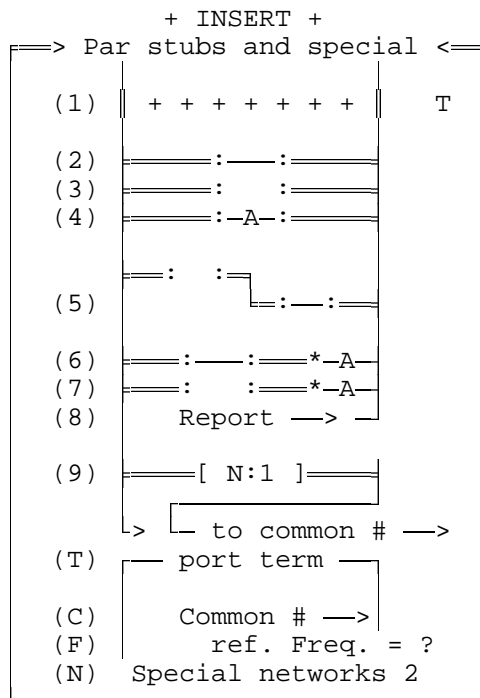 + INSERT +
==> Par stubs and special <==
(1) + + + + + + + T
(2) ======:——:======
(3) ======: :======
(4) ======:—A—:======
==: :==
(5) ==:——:==
(6) ====:——:===*—A—
(7) ====: :===*—A—
(8) Report ——>
(9) =====[ N:1 ]=====
> to common # ——>
(T) port term
(C) Common # ——>
(F) ref. Freq. = ?
(N) Special networks 2